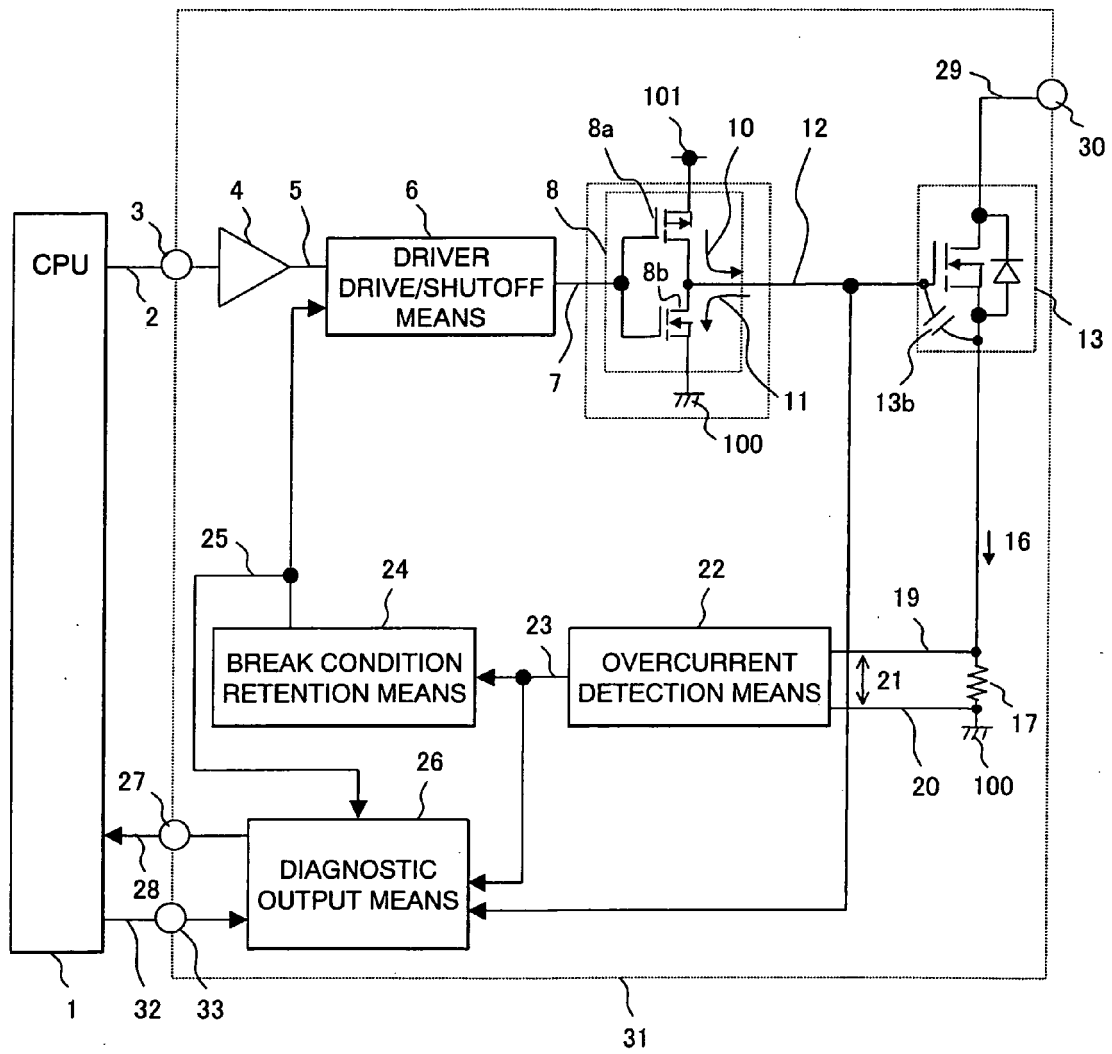 29
101
10
12
8a
30
4
6
8
3
5
CPU
DRIVER
DRIVE/SHUTOFF
MEANS
8b
2
7
11
13
13b
100
25
16
24
22
19
23
BREAK CONDITION
RETENTION MEANS
OVERCURRENT
DETECTION MEANS
21
17
20
100
27
26
DIAGNOSTIC
OUTPUT MEANS
28
1
32
33
31